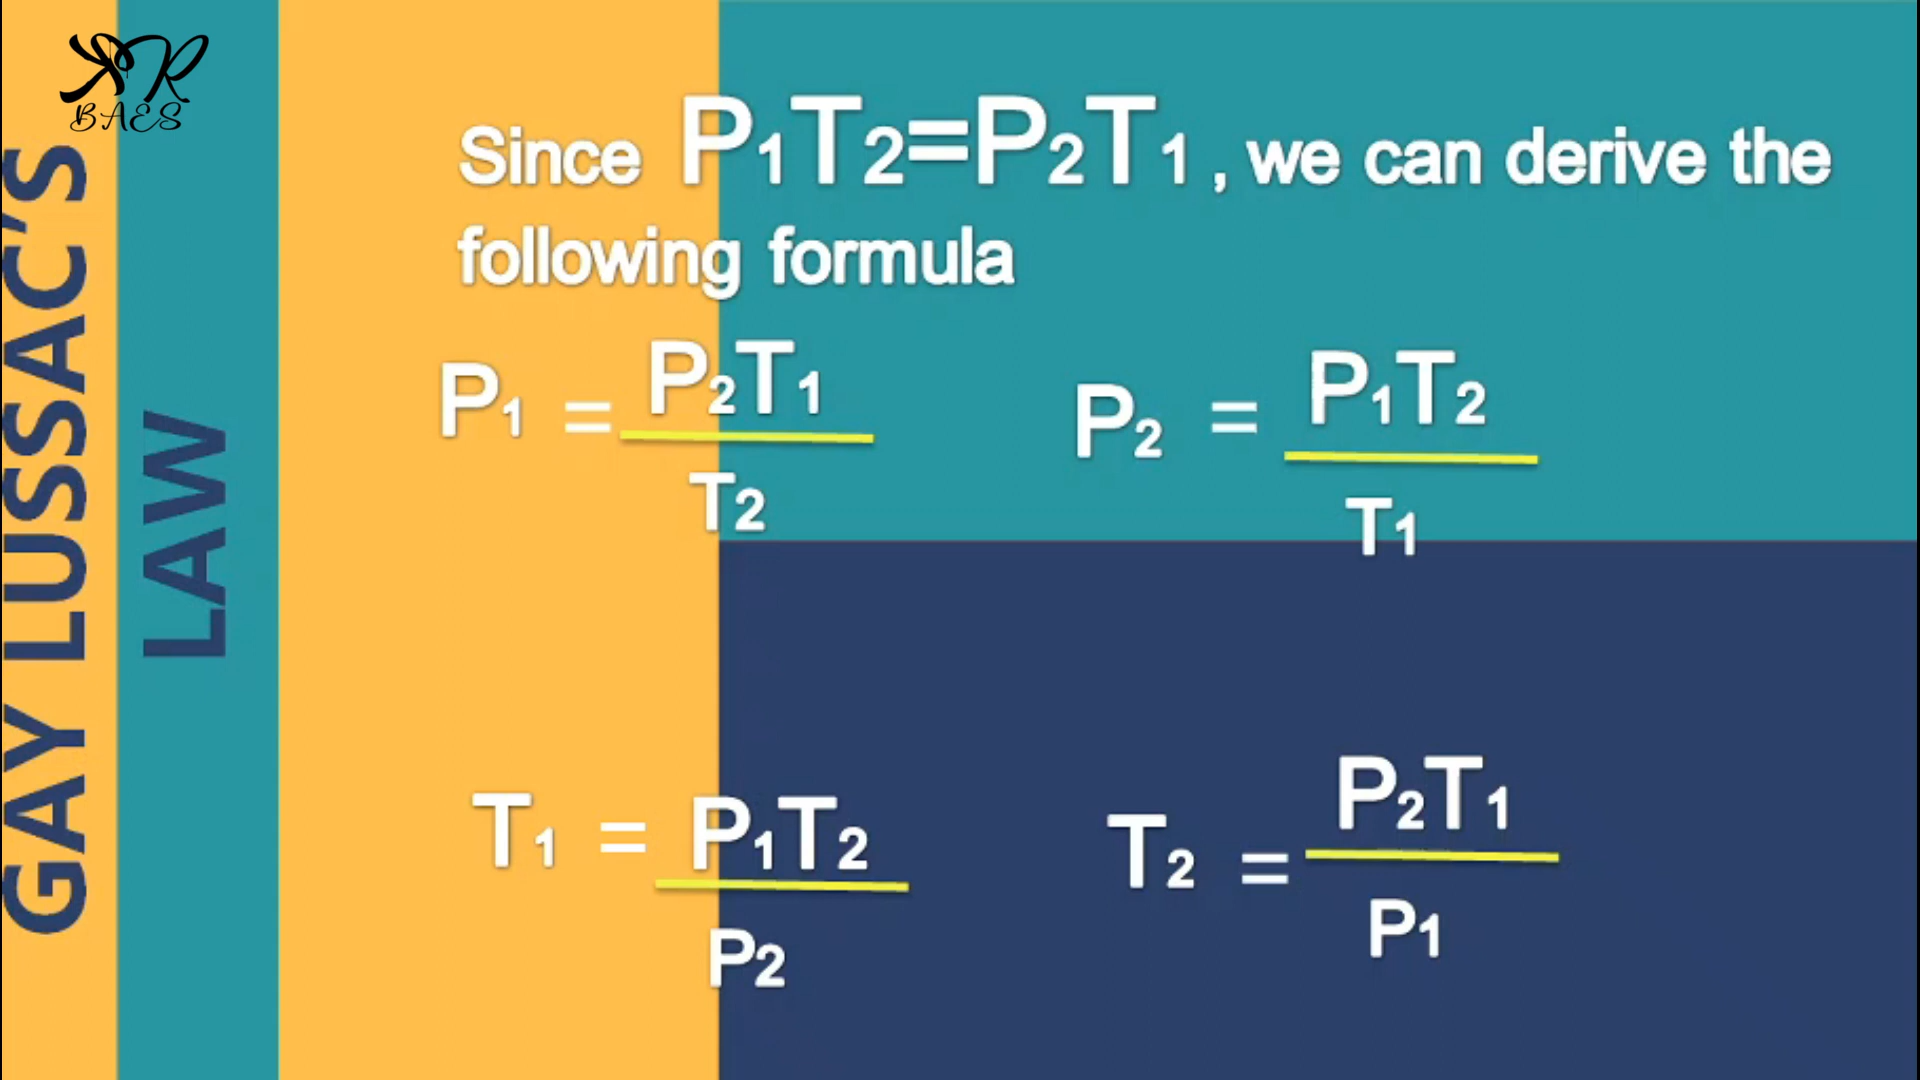 KR
BAES
GAY LUSSAC'S
LAW
Since P1T2=P2T1, we can derive the
following formula
P1 = P2T1
T2
P2 = P1T2
T1
T1 = P1T2
P2
T2 = P2T1
P1